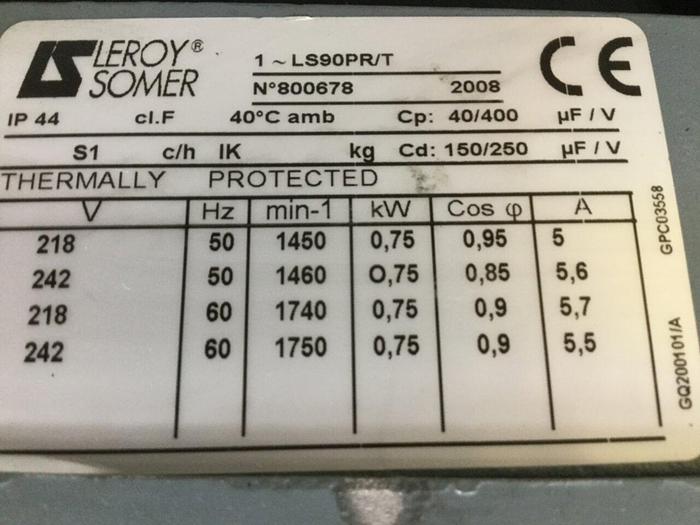 LEROY®
SOMER
1 ~ LS90PR/T
N°800678 2008
CE
IP 44 cl.F 40°C amb Cp: 40/400 µF / V
S1 c/h IK kg Cd: 150/250 µF / V
THERMALLY PROTECTED
V Hz min-1 kW Cos φ A
218 50 1450 0,75 0,95 5
242 50 1460 O,75 0,85 5,6
218 60 1740 0,75 0,9 5,7
242 60 1750 0,75 0,9 5,5
GPC03558
GQ200101/A